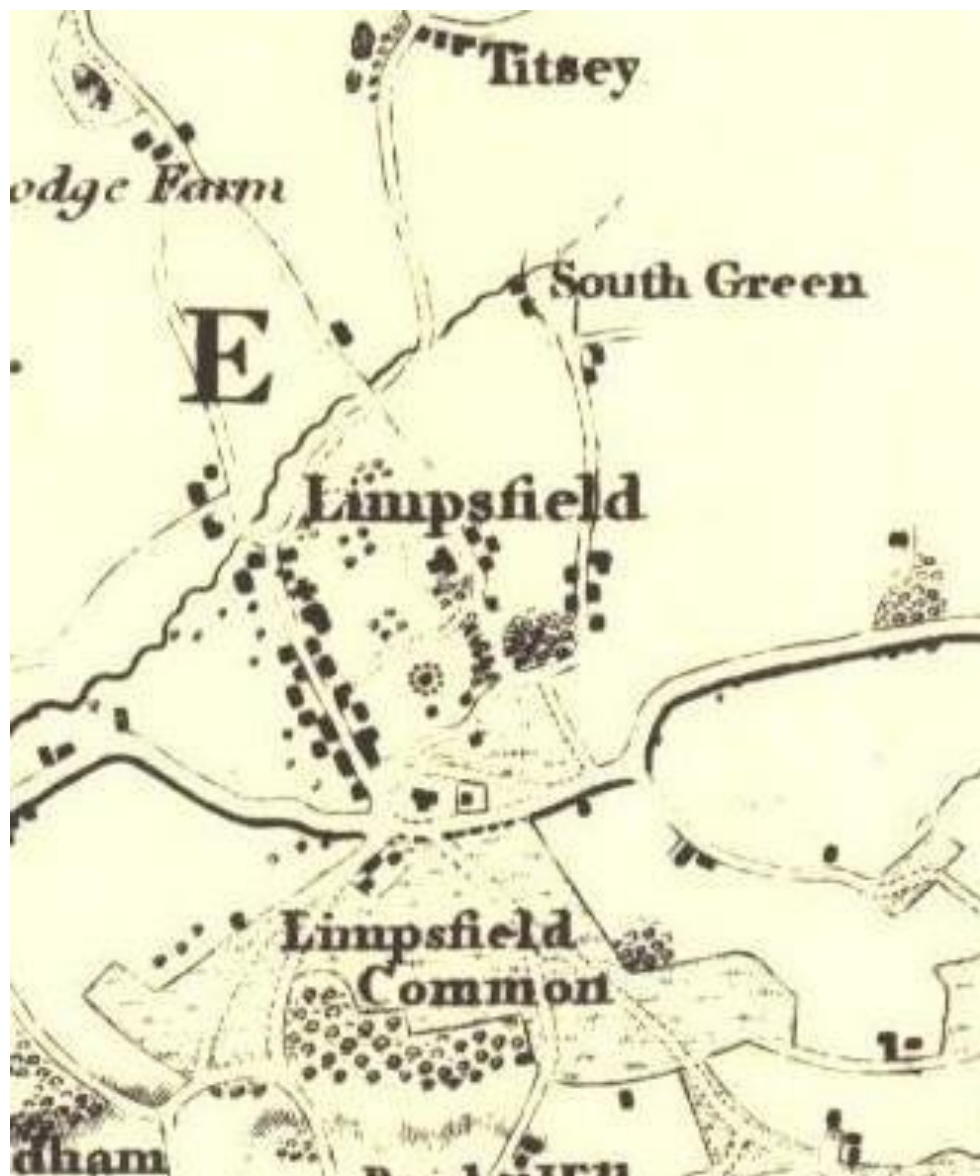 Titsey
odge Farm
South Green
E
Limpsfield
Limpsfield
Common
dham